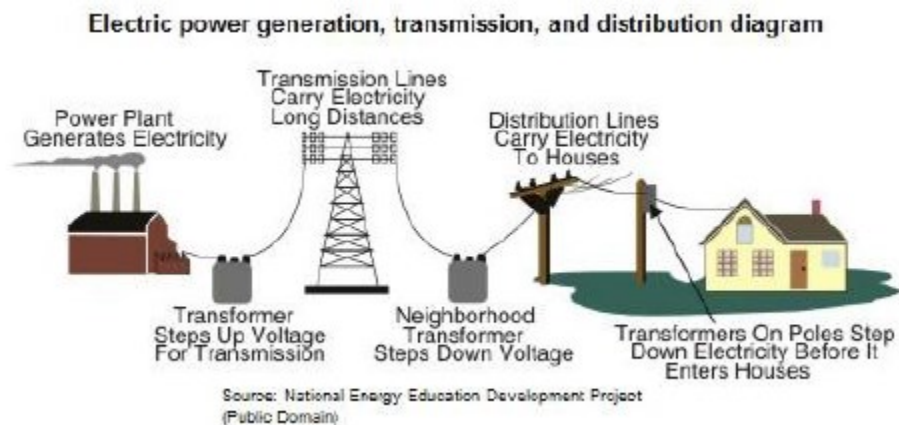 Electric power generation, transmission, and distribution diagram
Power Plant
Generates Electricity
Transmission Lines
Carry Electricity
Long Distances
Distribution Lines
Carry Electricity
To Houses
Transformer
Steps Up Voltage
For Transmission
Neighborhood
Transformer
Steps Down Voltage
Transformers On Poles Step
Down Electricity Before It
Enters Houses
Source: National Energy Education Development Project
(Public Domain)